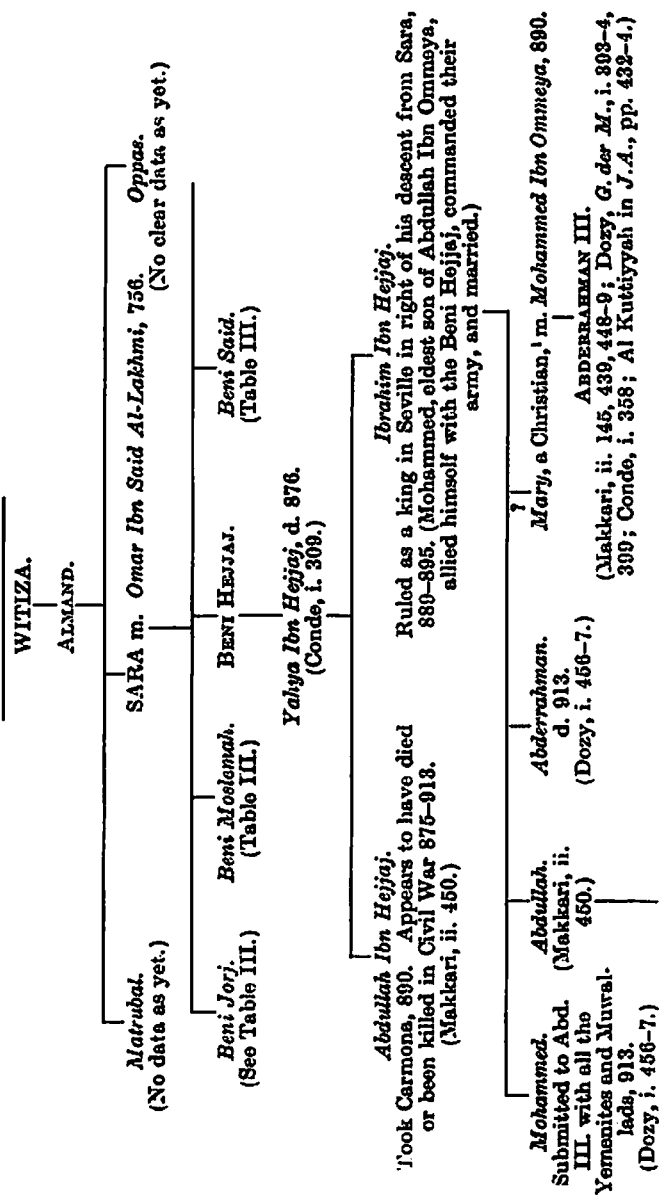 WITIZA.
ALMAND.
Matrubal.
(No data as yet.)
SARA m. Omar Ibn Said Al-Lakhmi, 756.
Oppas.
(No clear data as yet.)
Beni Jorj.
(See Table III.)
Beni Moslamah.
(Table III.)
BENI HEJJAJ.
Beni Said.
(Table III.)
Yahya Ibn Hejjaj, d. 876.
(Conde, i. 309.)
Abdullah Ibn Hejjaj.
Took Carmona, 890. Appears to have died
or been killed in Civil War 875–913.
(Makkari, ii. 450.)
Ibrahim Ibn Hejjaj.
Ruled as a king in Seville in right of his descent from Sara,
889–895. (Mohammed, eldest son of Abdullah Ibn Ommeya,
allied himself with the Beni Hejjaj, commanded their
army, and married.)
Mohammed.
Submitted to Abd.
III. with all the
Yemenites and Muwal-
lads, 913.
(Dozy, i. 456–7.)
Abdullah.
(Makkari, ii.
450.)
Abderrahman.
d. 913.
(Dozy, i. 456–7.)
?
Mary, a Christian,¹ m. Mohammed Ibn Ommeya, 890.
ABDERRAHMAN III.
(Makkari, ii. 145, 439, 448–9; Dozy, G. der M., i. 393–4,
399; Conde, i. 358; Al Kuttiyyah in J.A., pp. 432–4.)